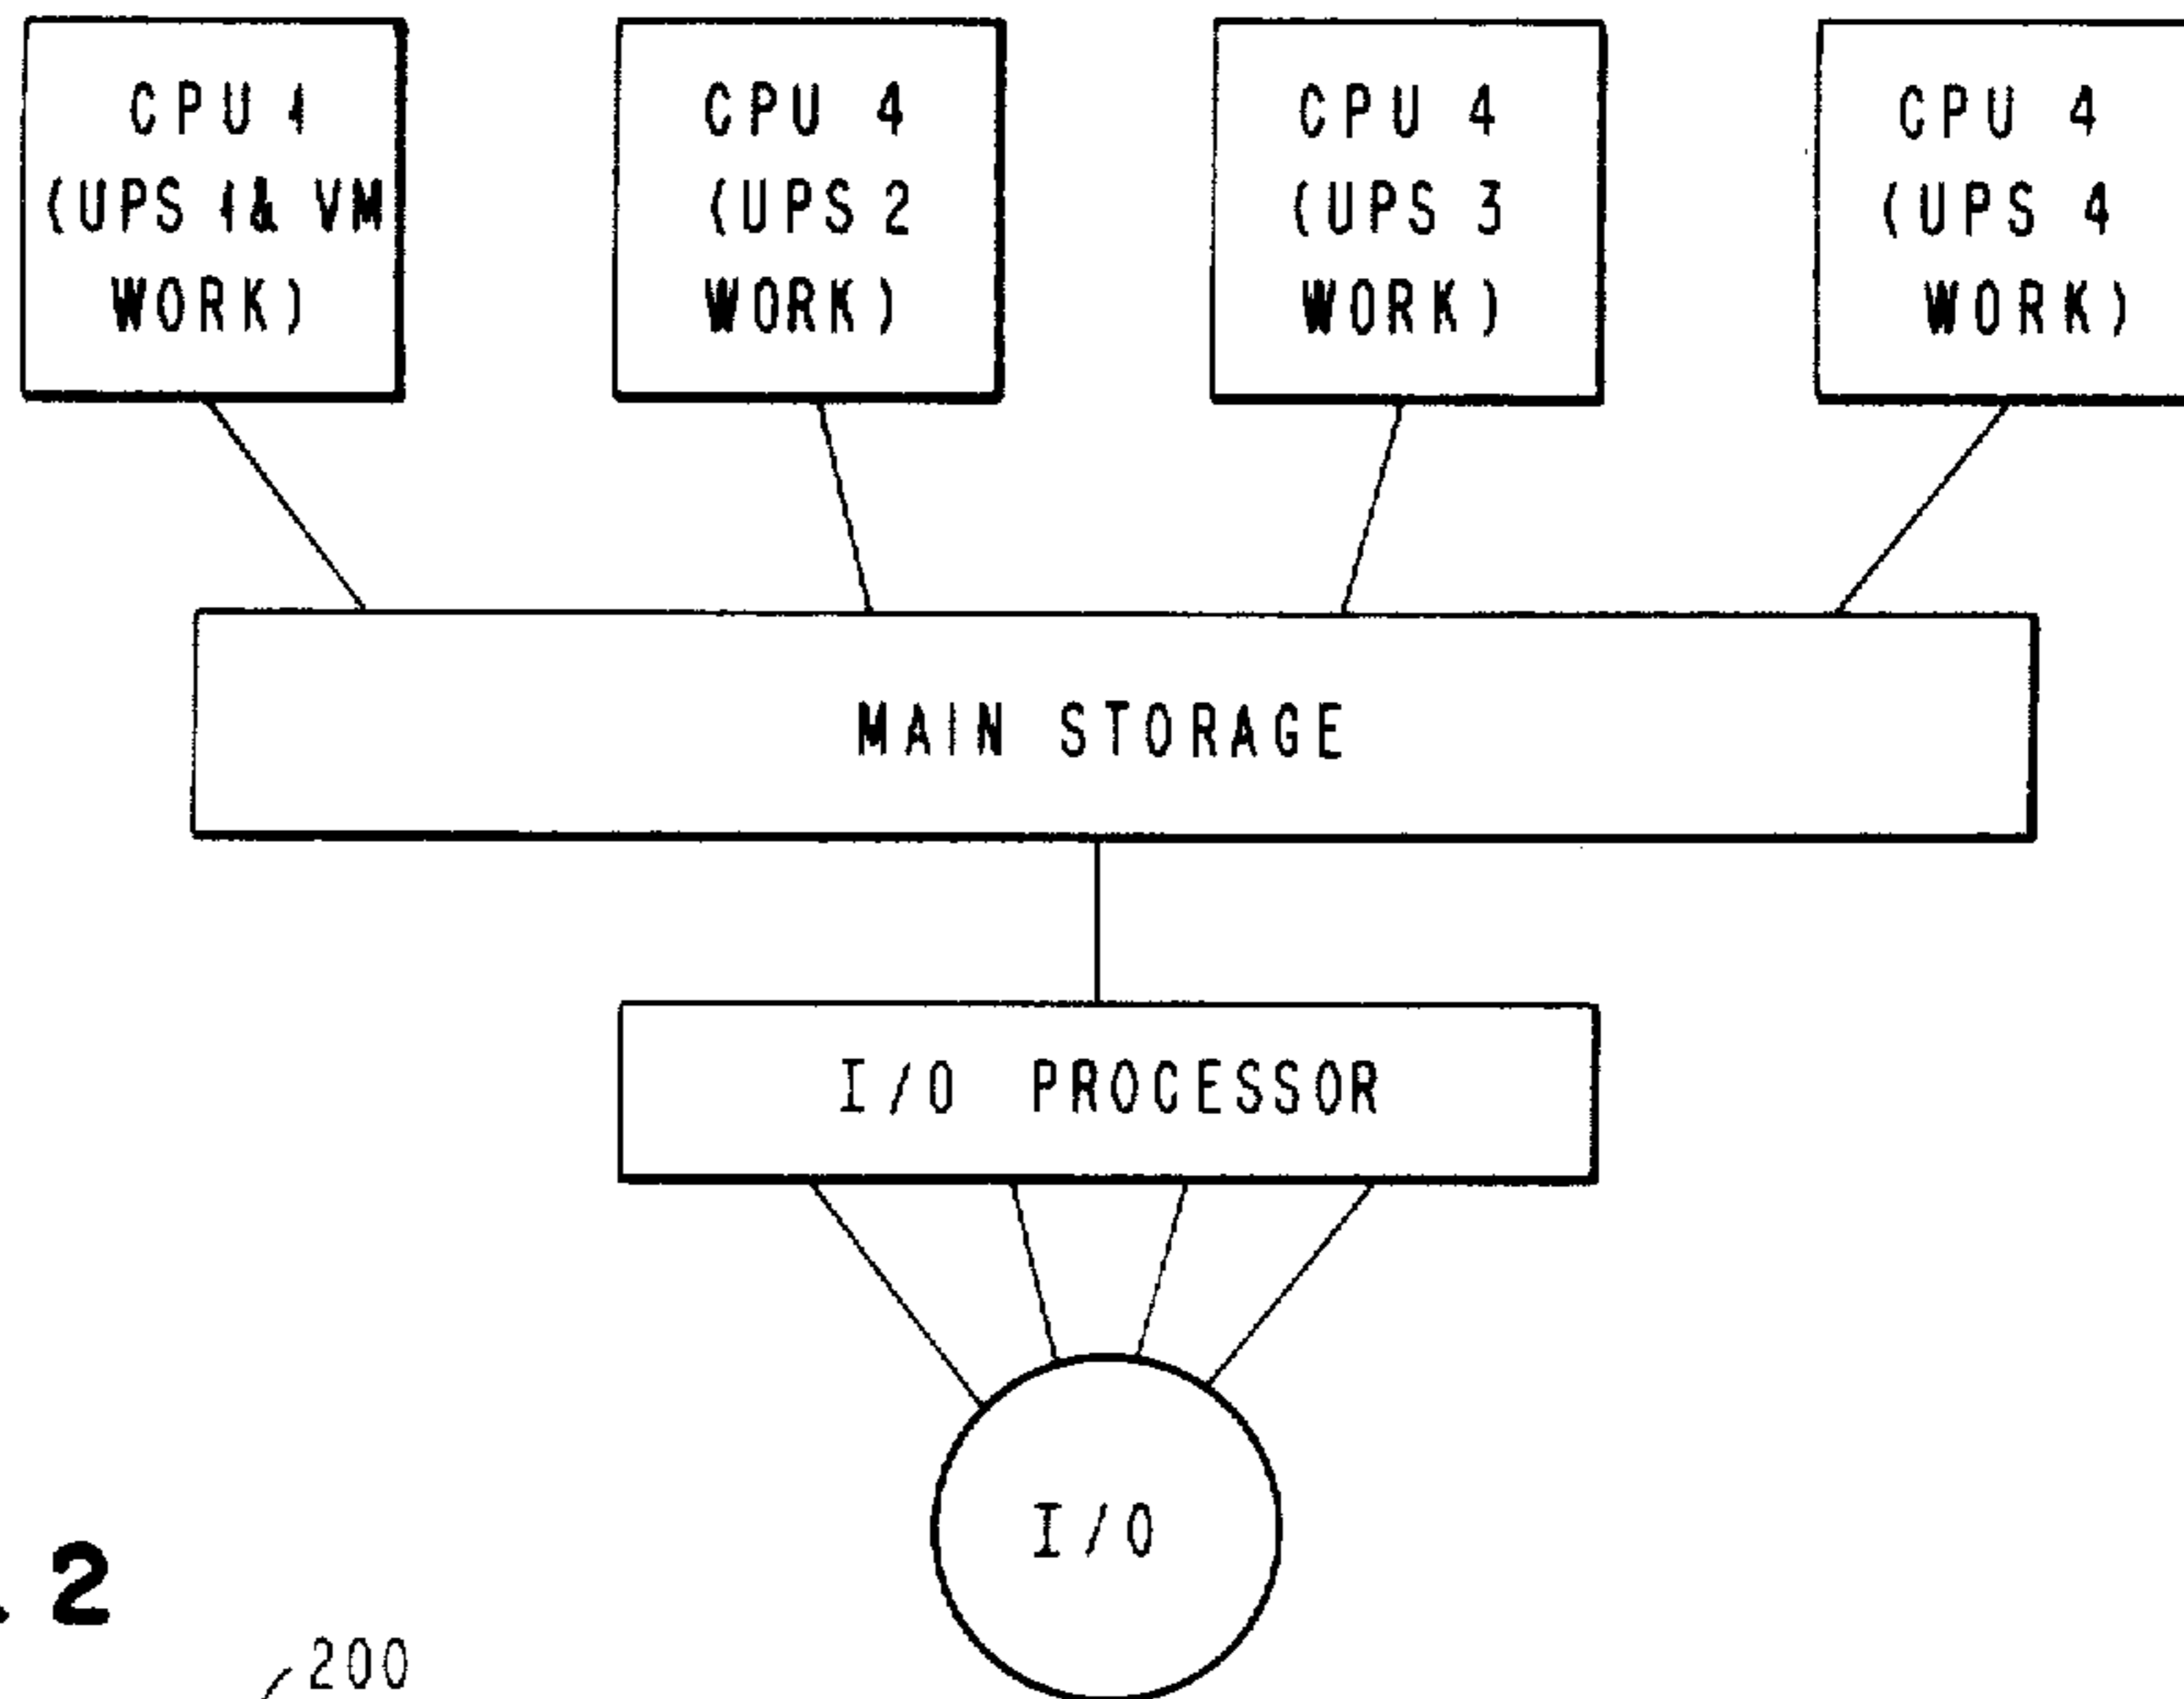 CPU 1
(UPS 1& VM
WORK)
CPU 4
(UPS 2
WORK)
CPU 4
(UPS 3
WORK)
CPU 4
(UPS 4
WORK)
MAIN STORAGE
I/O PROCESSOR
I/O
2
200